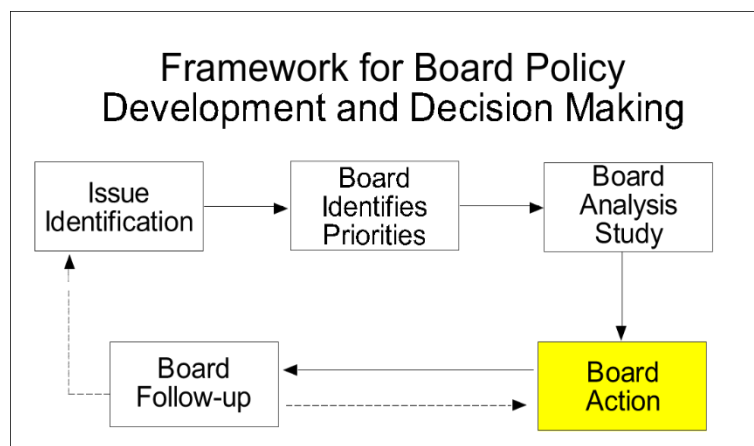 Framework for Board Policy
Development and Decision Making
Issue
Identification
Board
Identifies
Priorities
Board
Analysis
Study
Board
Follow-up
Board
Action